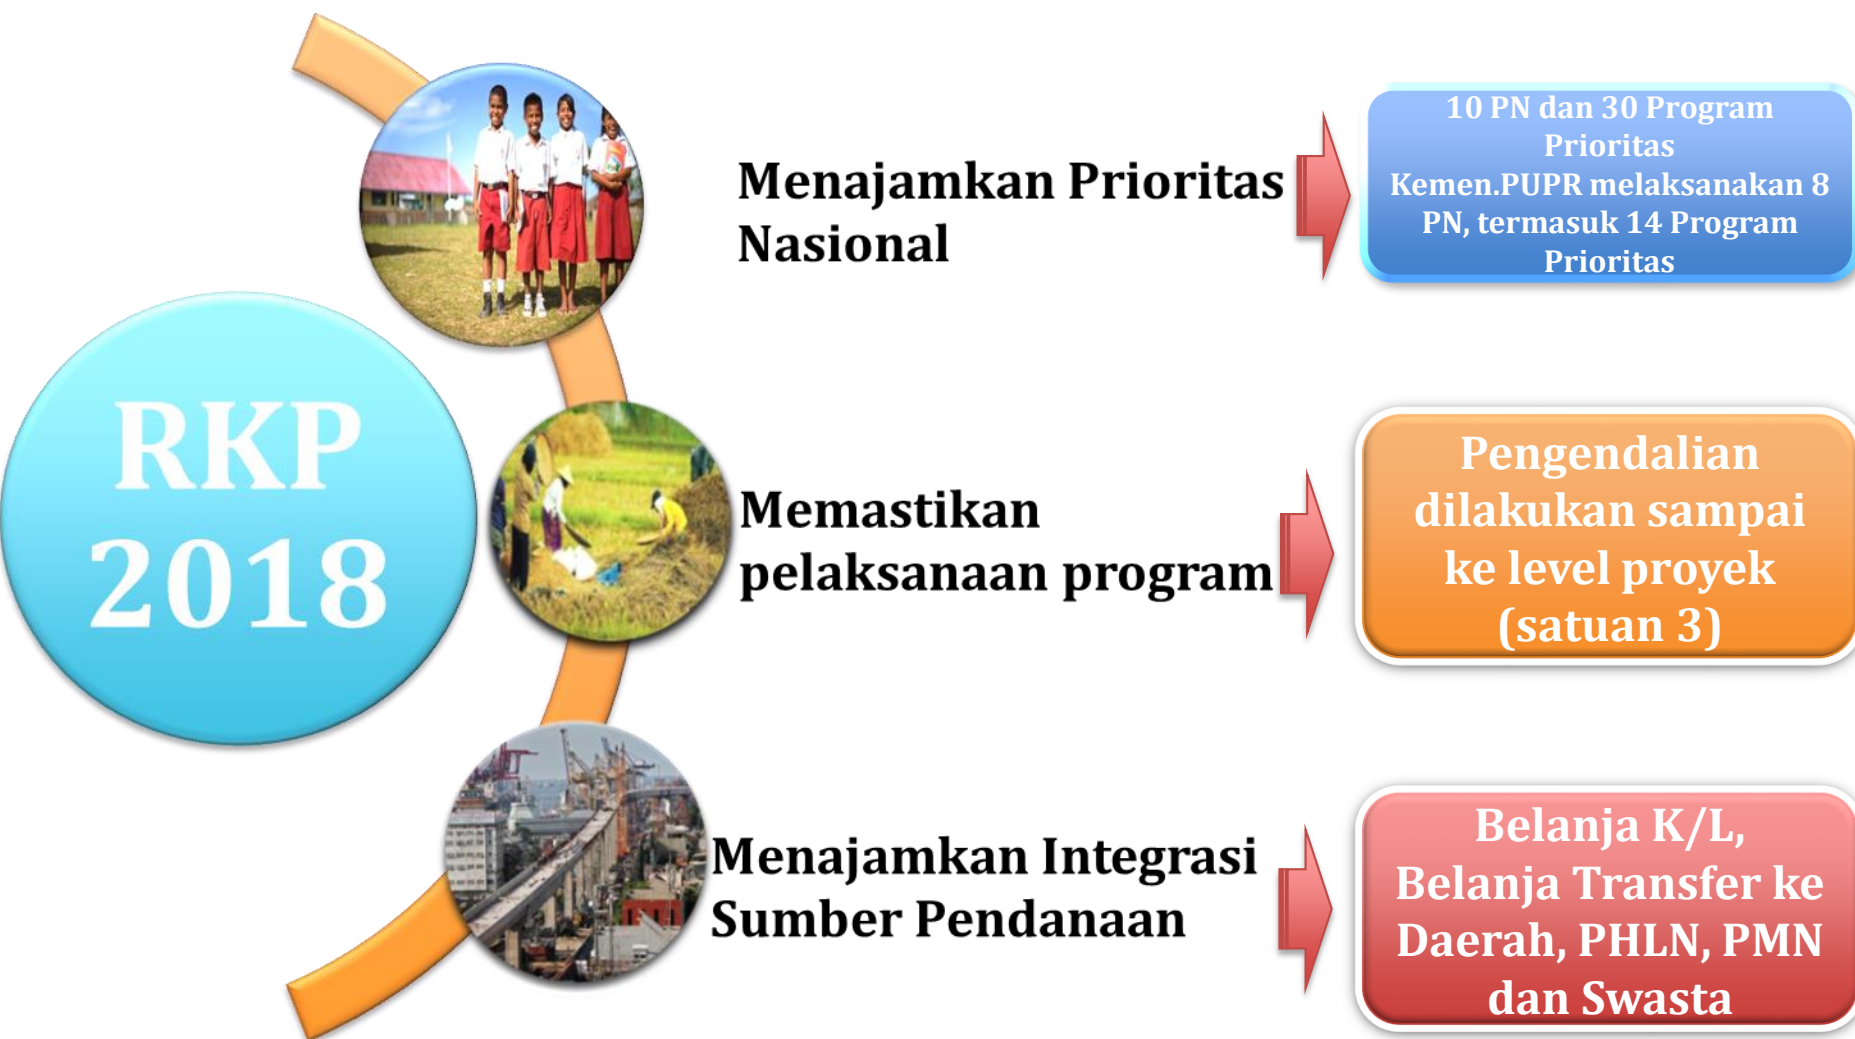 RKP
2018
Menajamkan Prioritas
Nasional
10 PN dan 30 Program
Prioritas
Kemen.PUPR melaksanakan 8
PN, termasuk 14 Program
Prioritas
Memastikan
pelaksanaan program
Pengendalian
dilakukan sampai
ke level proyek
(satuan 3)
Menajamkan Integrasi
Sumber Pendanaan
Belanja K/L,
Belanja Transfer ke
Daerah, PHLN, PMN
dan Swasta